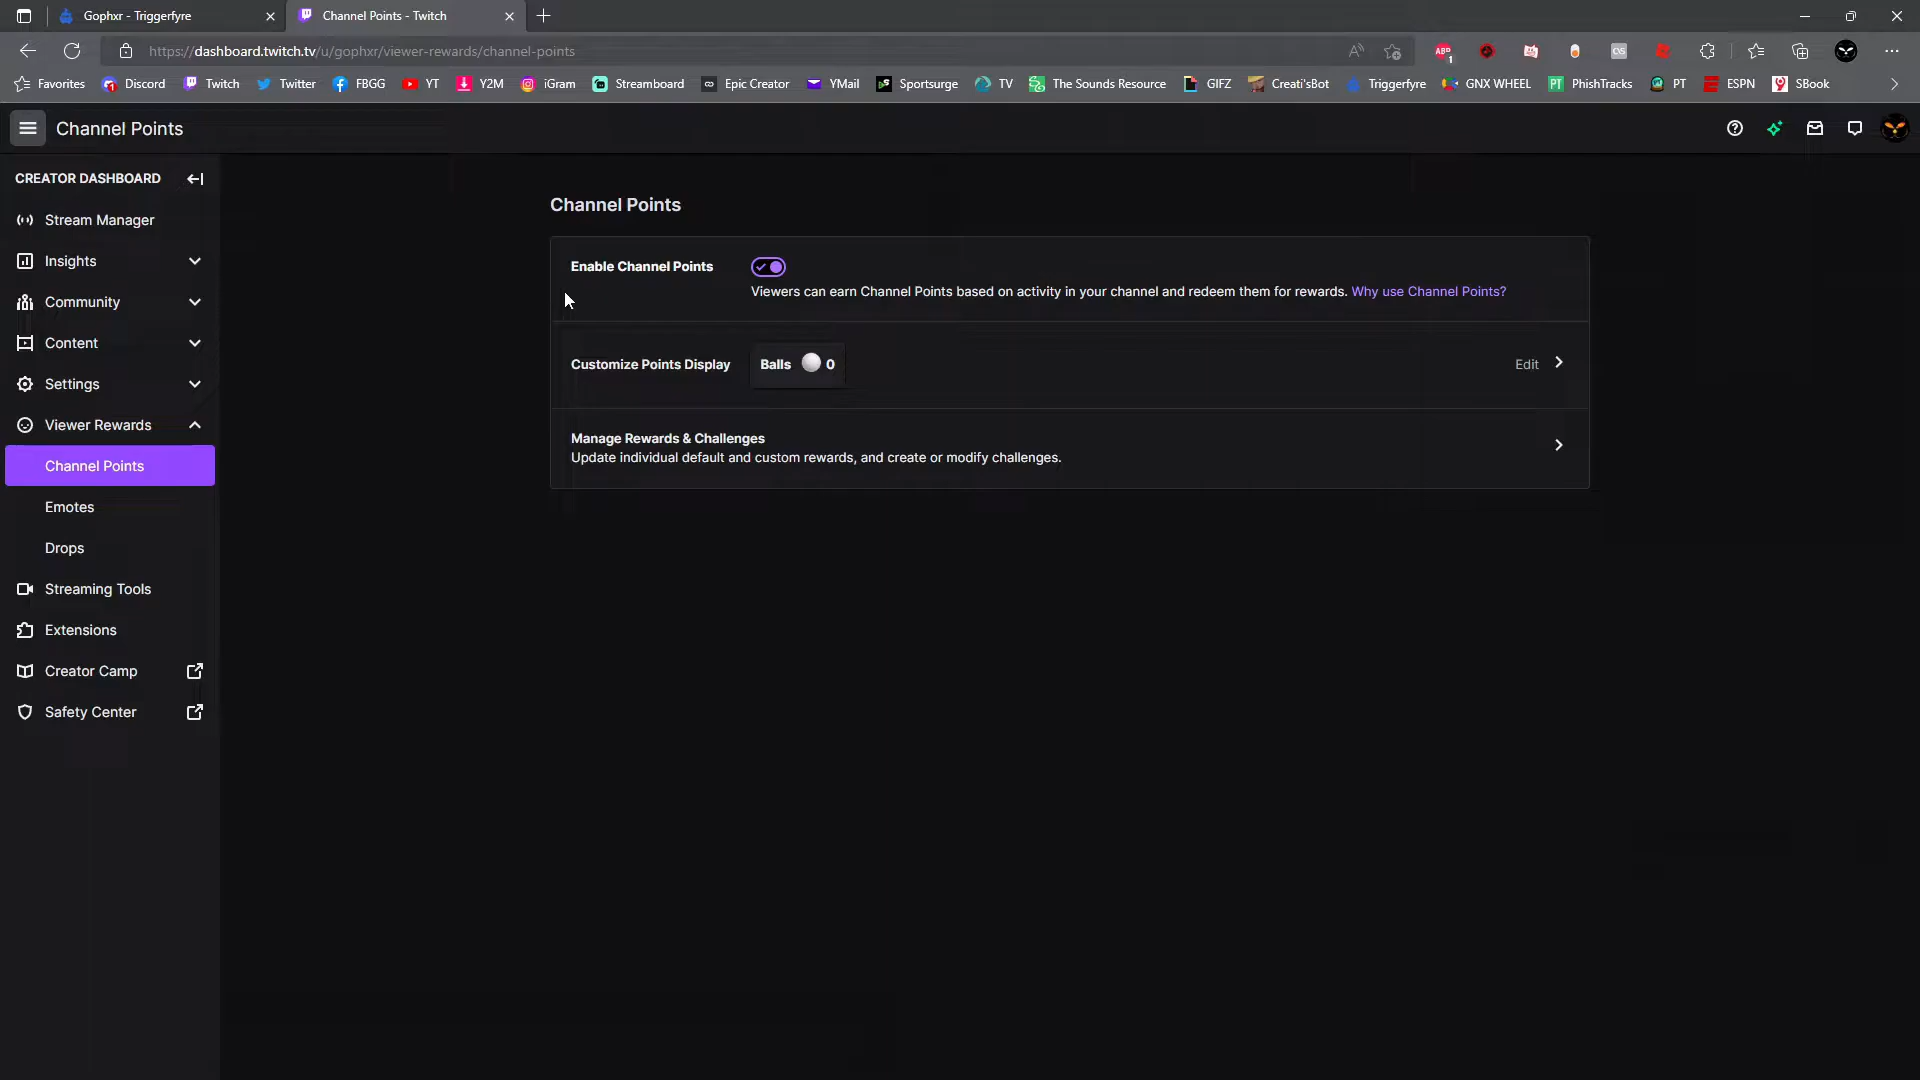 Gophxr - Triggerfyre
Channel Points - Twitch
https://dashboard.twitch.tv/u/gophxr/viewer-rewards/channel-points
ABP
1
Favorites
Discord
Twitch
Twitter
FBGG
YT
Y2M
iGram
Streamboard
Epic Creator
YMail
Sportsurge
TV
The Sounds Resource
GIFZ
Creati'sBot
Triggerfyre
GNX WHEEL
PT PhishTracks
PT
ESPN
SBook
Channel Points
CREATOR DASHBOARD
Stream Manager
Insights
Community
Content
Settings
Viewer Rewards
Channel Points
Emotes
Drops
Streaming Tools
Extensions
Creator Camp
Safety Center
Channel Points
Enable Channel Points
Viewers can earn Channel Points based on activity in your channel and redeem them for rewards. Why use Channel Points?
Customize Points Display
Balls 0
Edit
Manage Rewards & Challenges
Update individual default and custom rewards, and create or modify challenges.